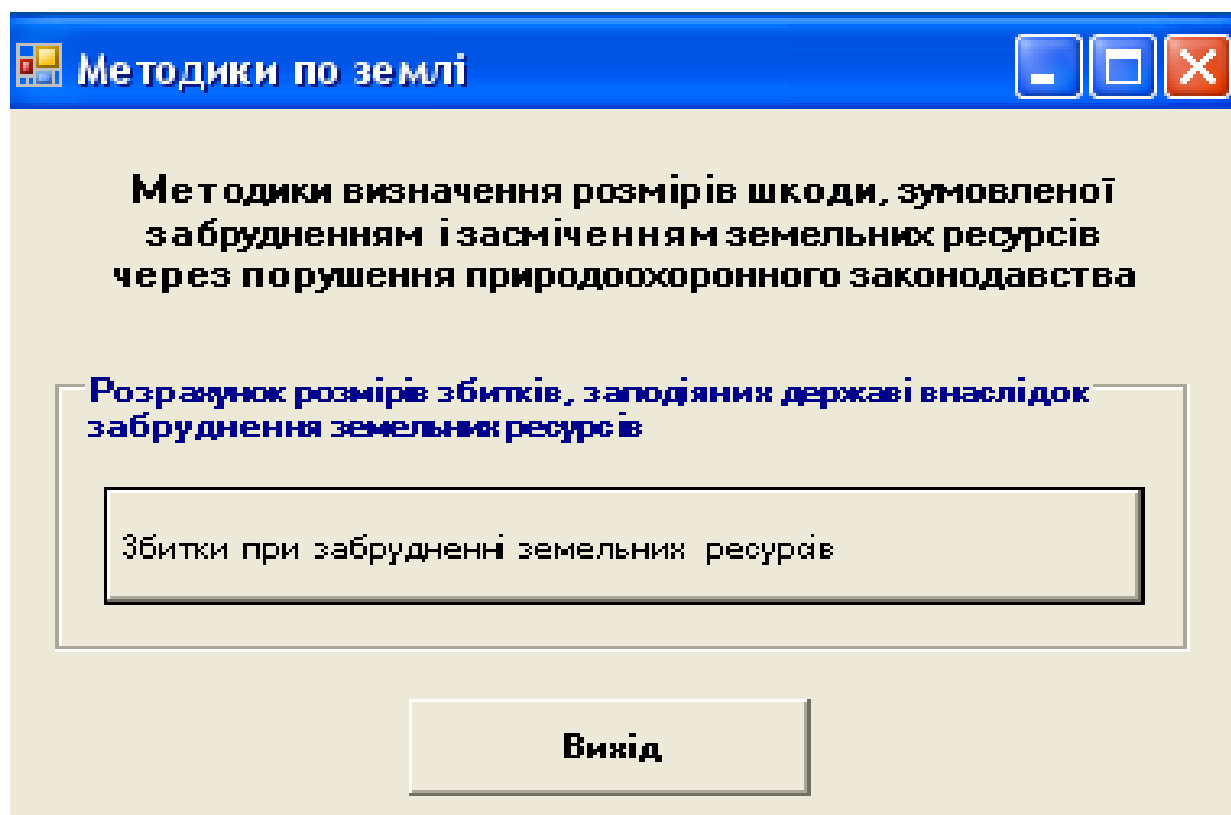 Методики по землі
Методики визначення розмірів шкоди, зумовленої
забрудненням і засміченням земельних ресурсів
через порушення природоохоронного законодавства
Розрахунок розмірів збитків, заподіяних державі внаслідок
забруднення земельних ресурсів
Збитки при забрудненні земельних ресурсів
Вихід